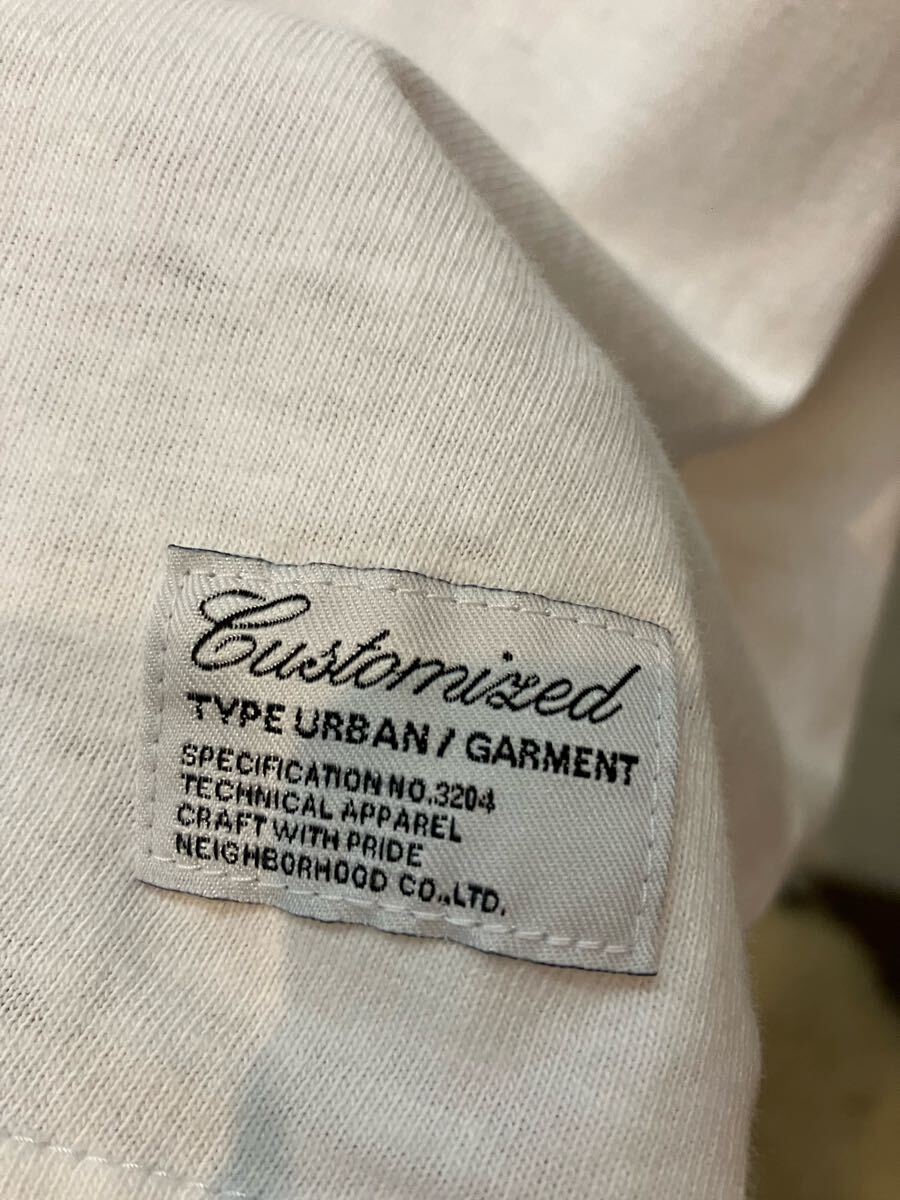 Customized
TYPE URBAN / GARMENT
SPECIFICATION NO.3204
TECHNICAL APPAREL
CRAFT WITH PRIDE
NEIGHBORHOOD CO.,LTD.